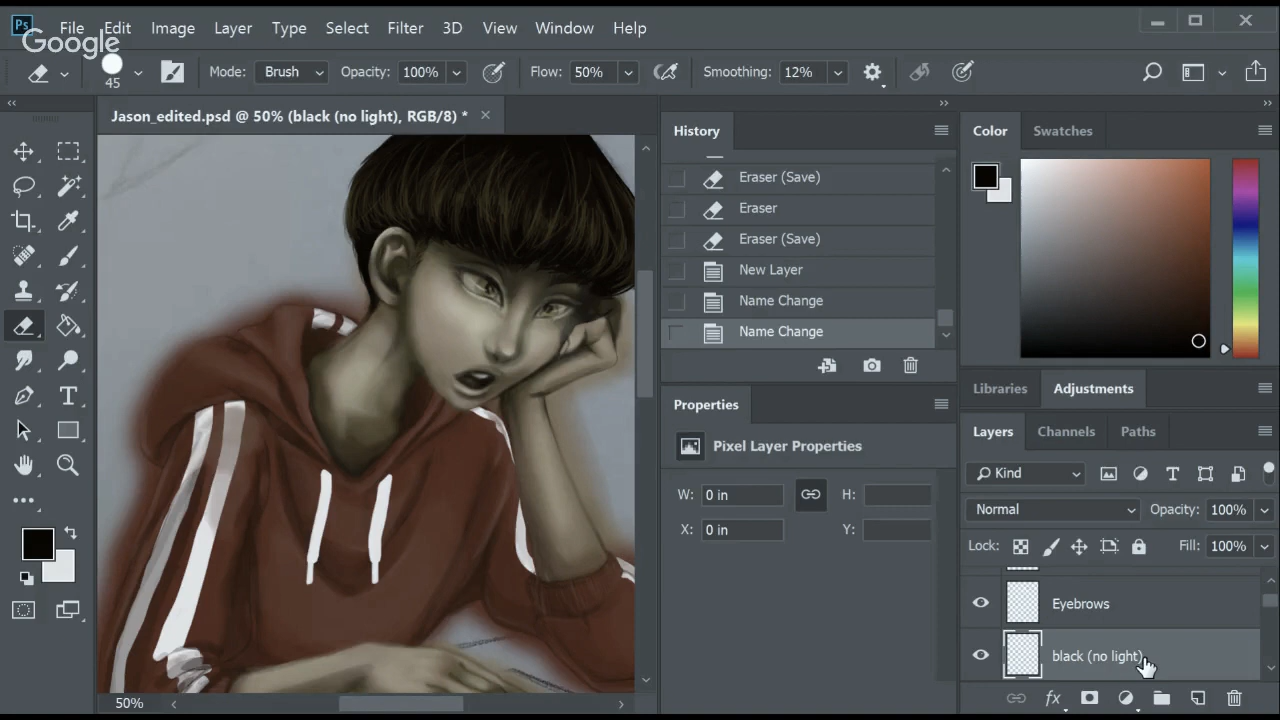 Ps File Edit Image Layer Type Select Filter 3D View Window Help
Google
45 Mode: Brush Opacity: 100% Flow: 50% Smoothing: 12%
Jason_edited.psd @ 50% (black (no light), RGB/8) *
History
Eraser (Save)
Eraser
Eraser (Save)
New Layer
Name Change
Name Change
Properties
Pixel Layer Properties
W: 0 in H:
X: 0 in Y:
Color Swatches
Libraries Adjustments
Layers Channels Paths
Kind
Normal Opacity: 100%
Lock: Fill: 100%
Eyebrows
black (no light)
fx
50%